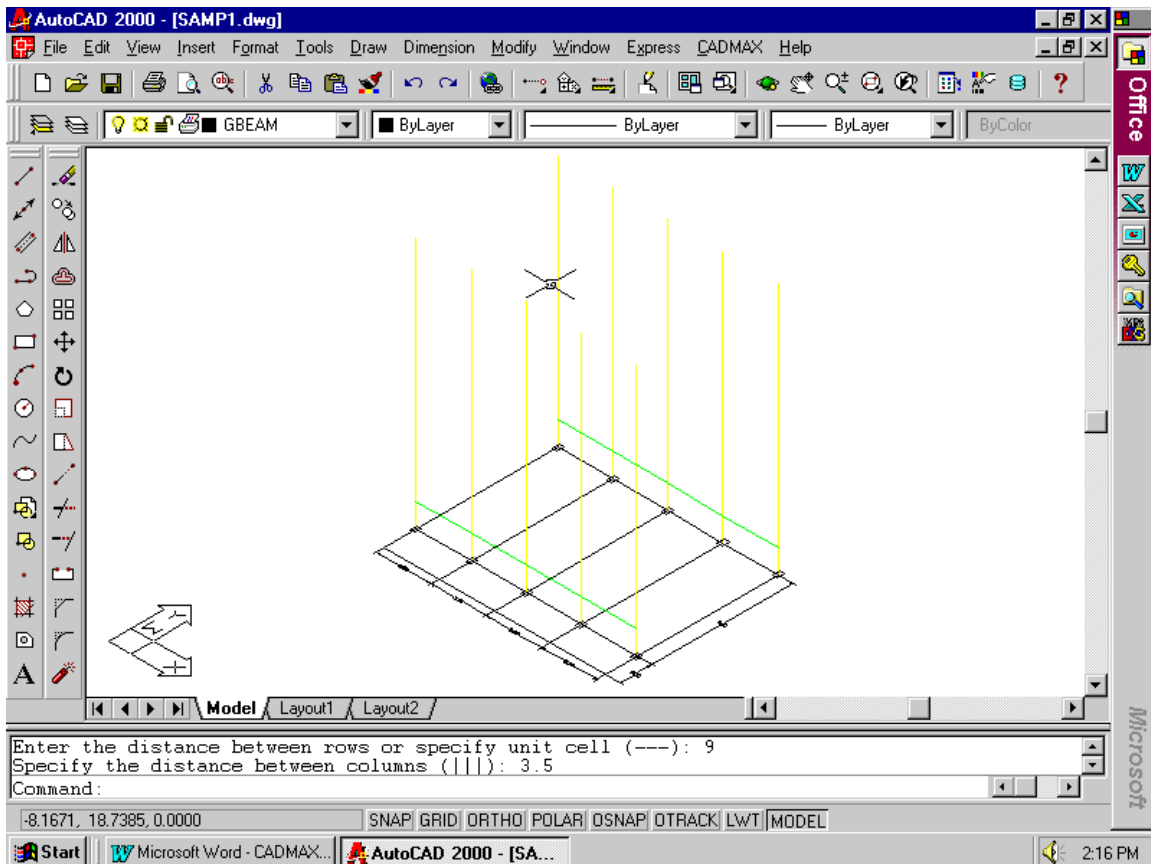 AutoCAD 2000 - [SAMP1.dwg]
File Edit View Insert Format Tools Draw Dimension Modify Window Express CADMAX Help
GBEAM ByLayer ByLayer ByLayer ByColor
Office
A
Model Layout1 Layout2
Enter the distance between rows or specify unit cell (---): 9
Specify the distance between columns (|||): 3.5
Command:
Microsoft
-8.1671, 18.7385, 0.0000 SNAP GRID ORTHO POLAR OSNAP OTRACK LWT MODEL
Start Microsoft Word - CADMAX... AutoCAD 2000 - [SA... 2:16 PM